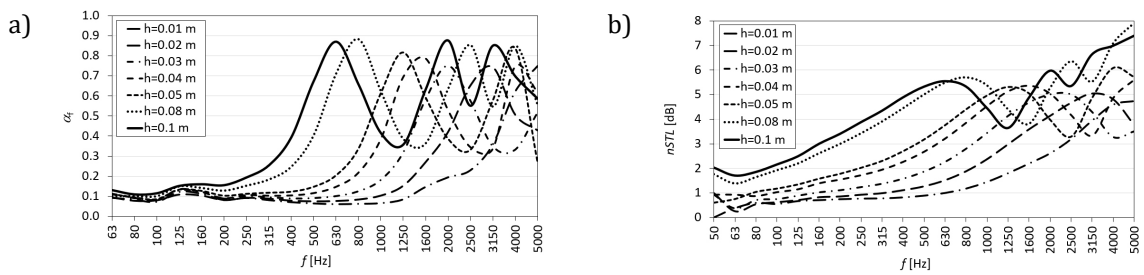 a)
1.0
0.9
0.8
0.7
0.6
0.5
0.4
0.3
0.2
0.1
0.0
αf
h=0.01 m
h=0.02 m
h=0.03 m
h=0.04 m
h=0.05 m
h=0.08 m
h=0.1 m
63 80 100 125 160 200 250 315 400 500 630 800 1000 1250 1600 2000 2500 3150 4000 5000
f [Hz]
b)
8
7
6
5
4
3
2
1
0
nSTL [dB]
h=0.01 m
h=0.02 m
h=0.03 m
h=0.04 m
h=0.05 m
h=0.08 m
h=0.1 m
50 63 80 100 125 160 200 250 315 400 500 630 800 1000 1250 1600 2000 2500 3150 4000 5000
f [Hz]